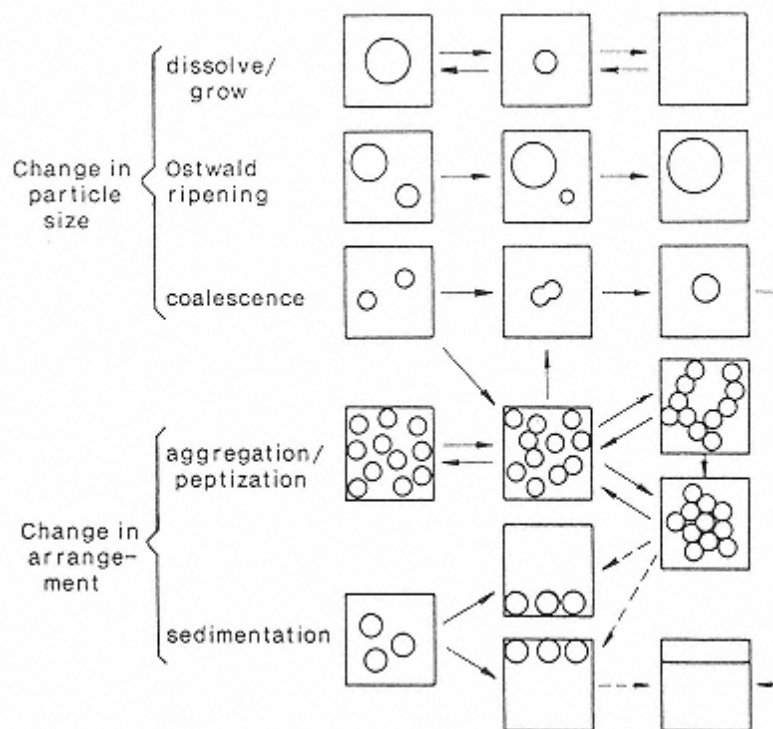 dissolve/
grow
Change in
particle
size
Ostwald
ripening
coalescence
aggregation/
peptization
Change in
arrange-
ment
sedimentation